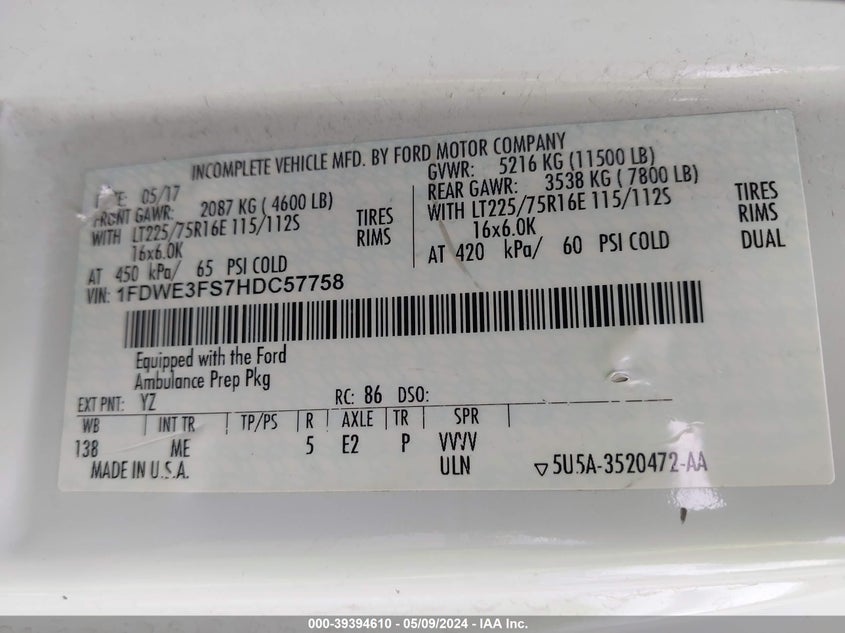 INCOMPLETE VEHICLE MFD. BY FORD MOTOR COMPANY
05/17
FRONT GAWR: 2087 KG ( 4600 LB)
WITH LT225/75R16E 115/112S TIRES
16x6.0K RIMS
AT 450 kPa/ 65 PSI COLD
GVWR: 5216 KG (11500 LB)
REAR GAWR: 3538 KG ( 7800 LB)
WITH LT225/75R16E 115/112S TIRES
16x6.0K RIMS
AT 420 kPa/ 60 PSI COLD DUAL
VIN: 1FDWE3FS7HDC57758
Equipped with the Ford
Ambulance Prep Pkg
EXT PNT: YZ RC: 86 DSO:
WB INT TR TP/PS R AXLE TR SPR
138 ME 5 E2 P VVVV
MADE IN U.S.A. ULN ▽5U5A-3520472-AA
000-39394610 - 05/09/2024 - IAA Inc.